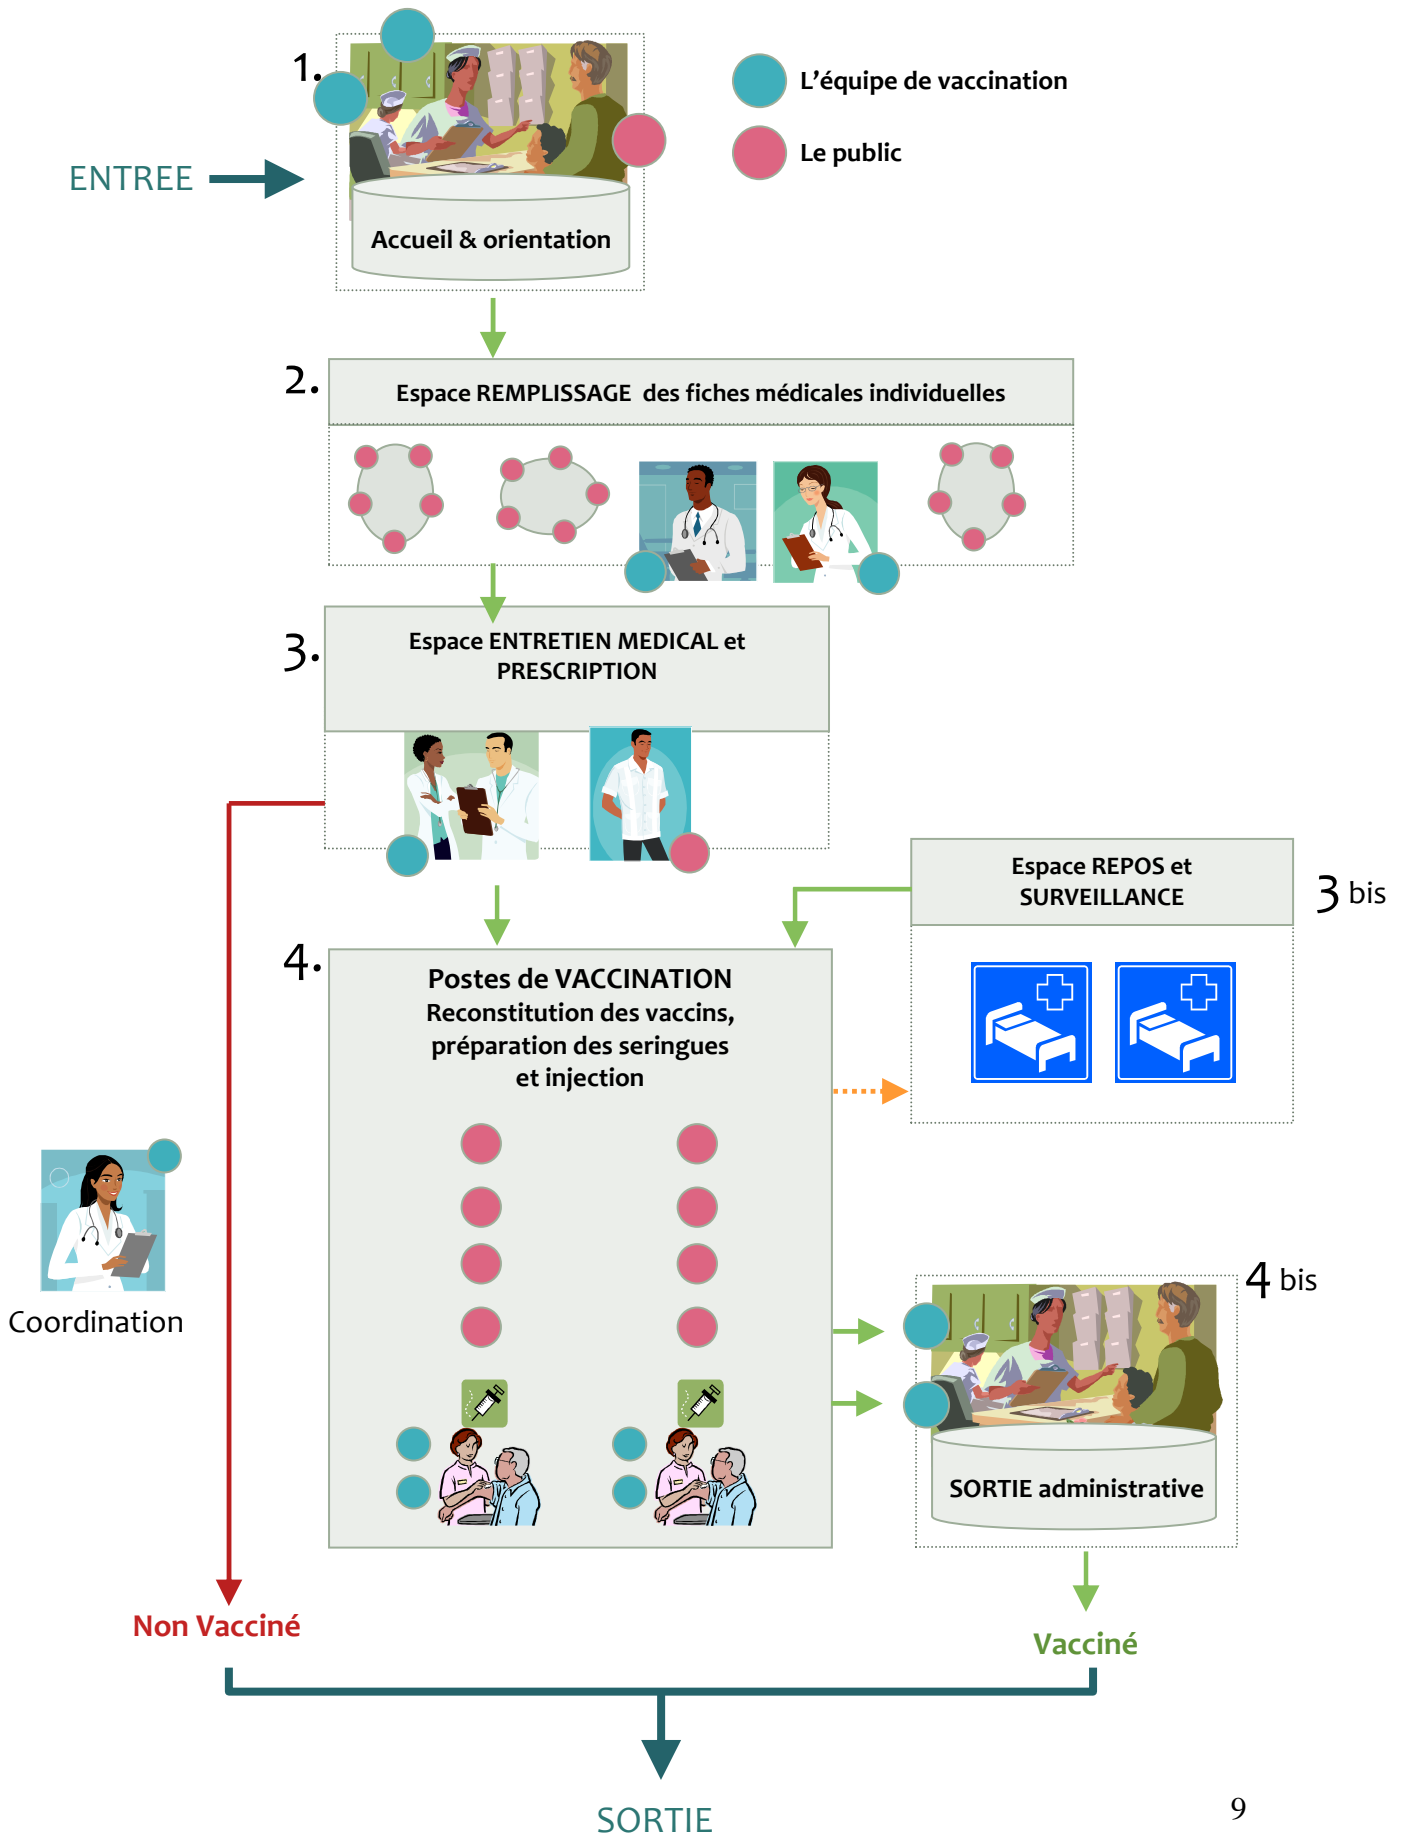 1.
L'équipe de vaccination
Le public
ENTREE
Accueil & orientation
2.
Espace REMPLISSAGE des fiches médicales individuelles
3.
Espace ENTRETIEN MEDICAL et
PRESCRIPTION
Espace REPOS et
SURVEILLANCE
3 bis
4.
Postes de VACCINATION
Reconstitution des vaccins,
préparation des seringues
et injection
Coordination
4 bis
SORTIE administrative
Non Vacciné
Vacciné
SORTIE
9